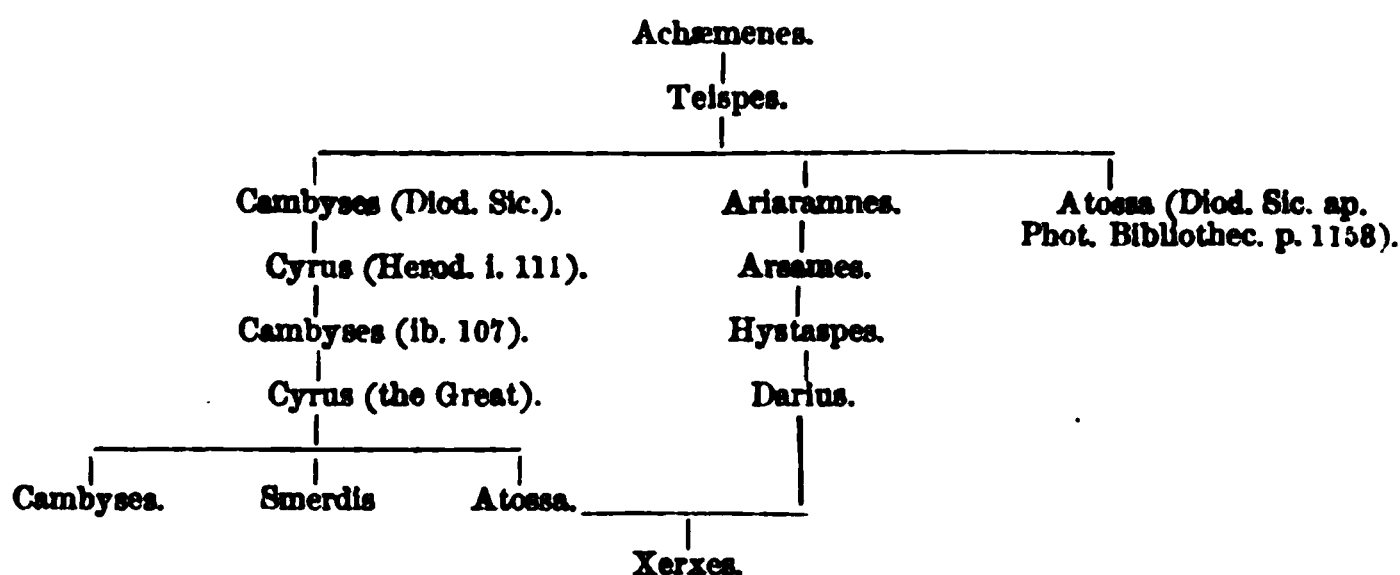 Achæmenes.
Teispes.
Cambyses (Diod. Sic.).
Ariaramnes.
Atossa (Diod. Sic. ap.
Phot. Bibliothec. p. 1158).
Cyrus (Herod. i. 111).
Arsames.
Cambyses (ib. 107).
Hystaspes.
Cyrus (the Great).
Darius.
Cambyses.
Smerdis
Atossa.
Xerxes.